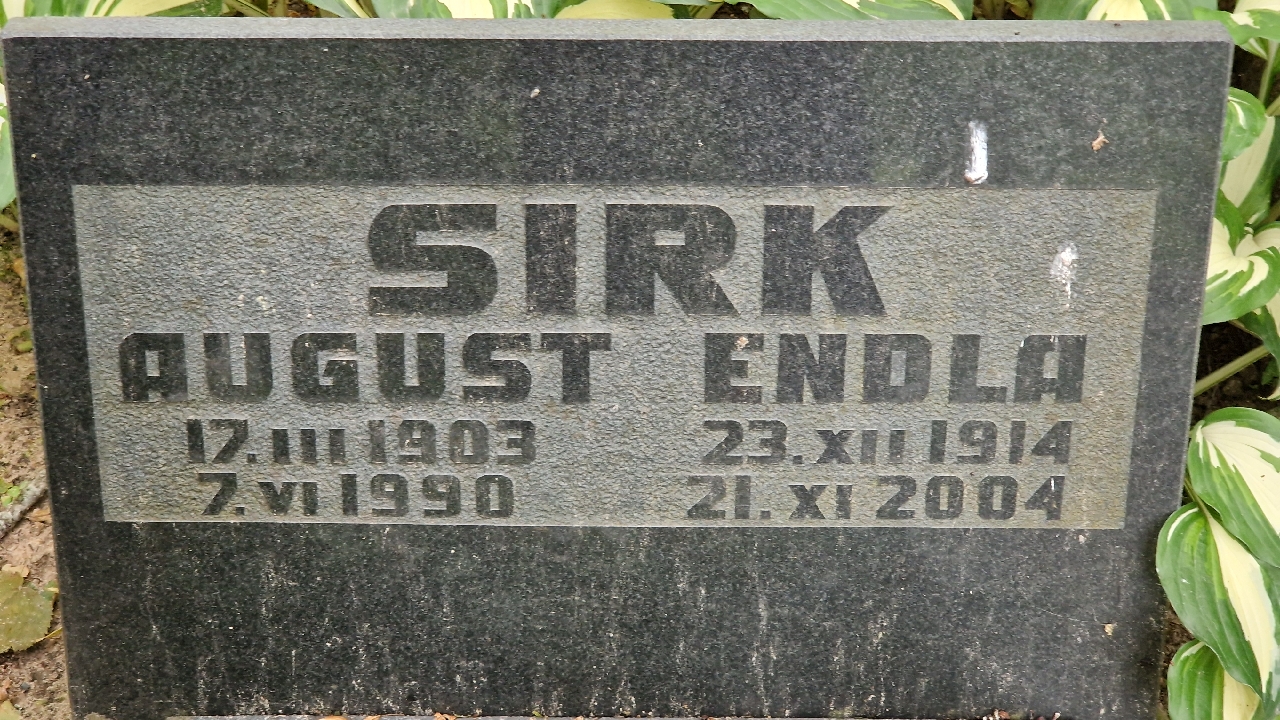 SIRK
AUGUST ENDLA
17.III 1903 23.XII 1914
7.VI 1990 21.XI 2004